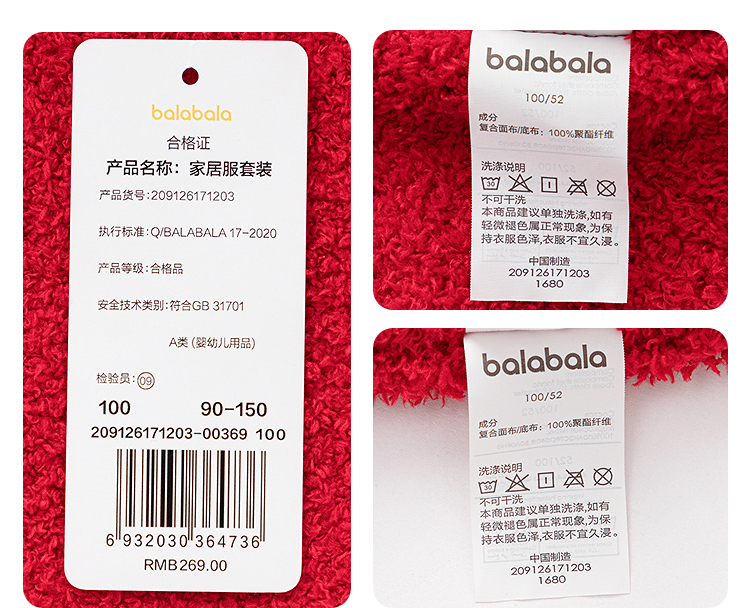 balabala
合格证
产品名称：家居服套装
产品货号:209126171203
执行标准:Q/BALABALA 17-2020
产品等级:合格品
安全技术类别:符合GB 31701
A类 (婴幼儿用品)
检验员: 09
100 90-150
209126171203-00369 100
6 932030 364736
RMB269.00
balabala
100/52
成分
复合面布/底布：100%聚酯纤维
洗涤说明
30
不可干洗
本商品建议单独洗涤,如有
轻微褪色属正常现象,为保
持衣服色泽,衣服不宜久浸。
中国制造
209126171203
1680
balabala
100/52
成分
复合面布/底布：100%聚酯纤维
洗涤说明
30
不可干洗
本商品建议单独洗涤,如有
轻微褪色属正常现象,为保
持衣服色泽,衣服不宜久浸。
中国制造
209126171203
1680